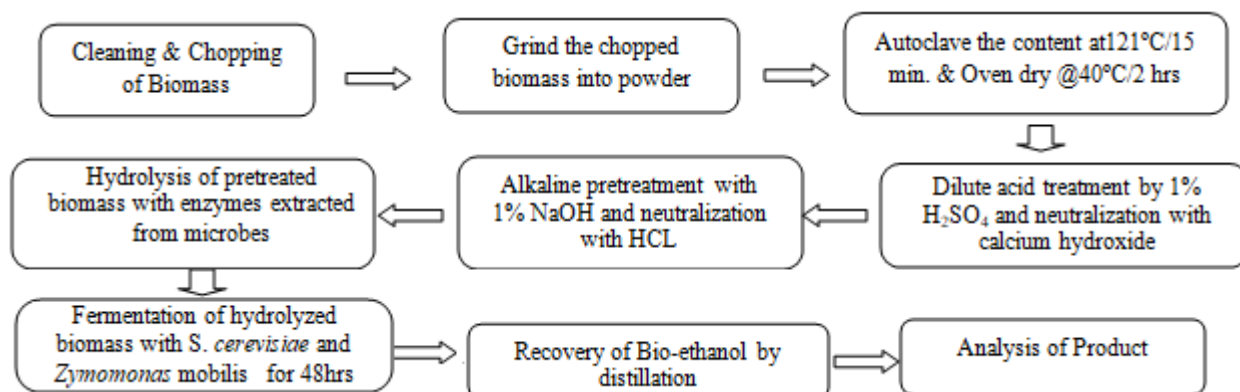 Cleaning & Chopping
of Biomass
Grind the chopped
biomass into powder
Autoclave the content at121°C/15
min. & Oven dry @40°C/2 hrs
Dilute acid treatment by 1%
H₂SO₄ and neutralization with
calcium hydroxide
Alkaline pretreatment with
1% NaOH and neutralization
with HCL
Hydrolysis of pretreated
biomass with enzymes extracted
from microbes
Fermentation of hydrolyzed
biomass with S. cerevisiae and
Zymomonas mobilis for 48hrs
Recovery of Bio-ethanol by
distillation
Analysis of Product